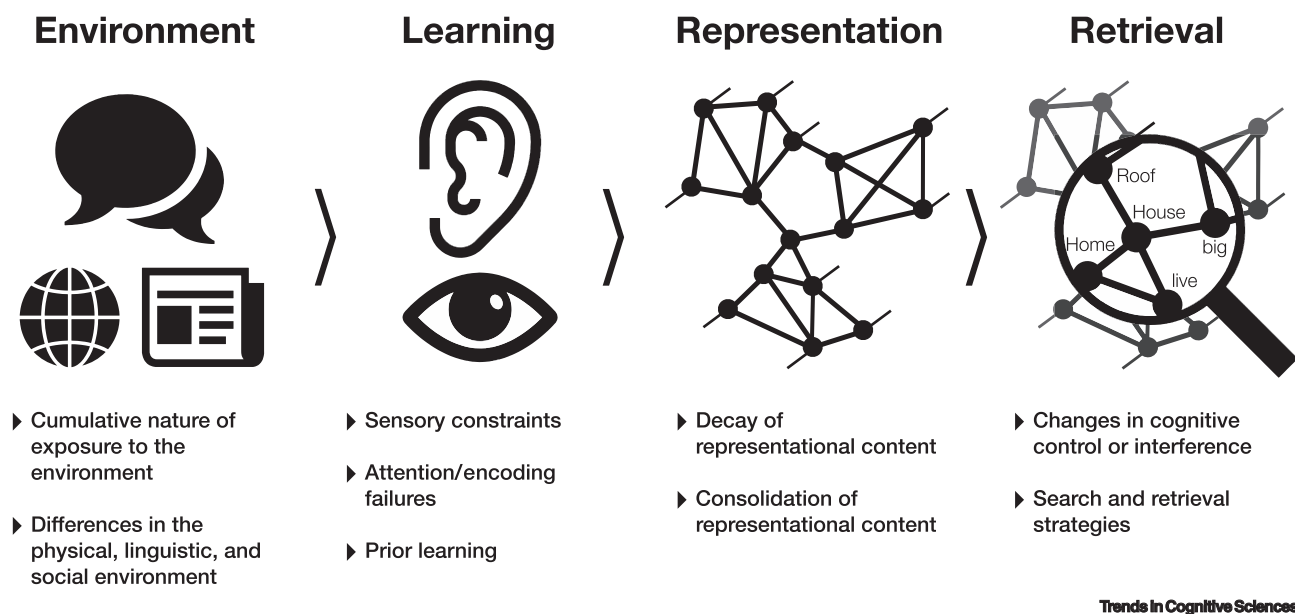 Environment
Learning
Representation
Retrieval
Roof
House
Home
big
live
Cumulative nature of
exposure to the
environment
Differences in the
physical, linguistic, and
social environment
Sensory constraints
Attention/encoding
failures
Prior learning
Decay of
representational content
Consolidation of
representational content
Changes in cognitive
control or interference
Search and retrieval
strategies
Trends in Cognitive Sciences